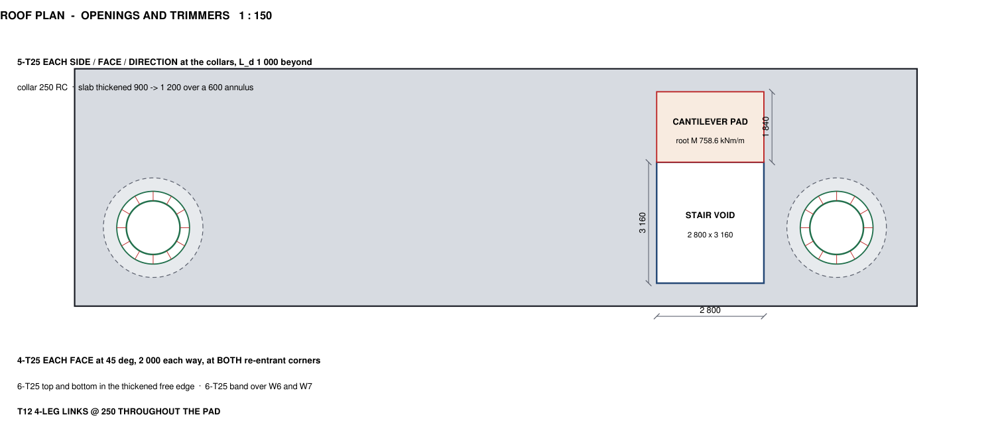 ROOF PLAN - OPENINGS AND TRIMMERS 1 : 150
5-T25 EACH SIDE / FACE / DIRECTION at the collars, L_d 1 000 beyond
collar 250 RC · slab thickened 900 -> 1 200 over a 600 annulus
CANTILEVER PAD
root M 758.6 kNm/m
1 840
STAIR VOID
2 800 x 3 160
3 160
2 800
4-T25 EACH FACE at 45 deg, 2 000 each way, at BOTH re-entrant corners
6-T25 top and bottom in the thickened free edge · 6-T25 band over W6 and W7
T12 4-LEG LINKS @ 250 THROUGHOUT THE PAD